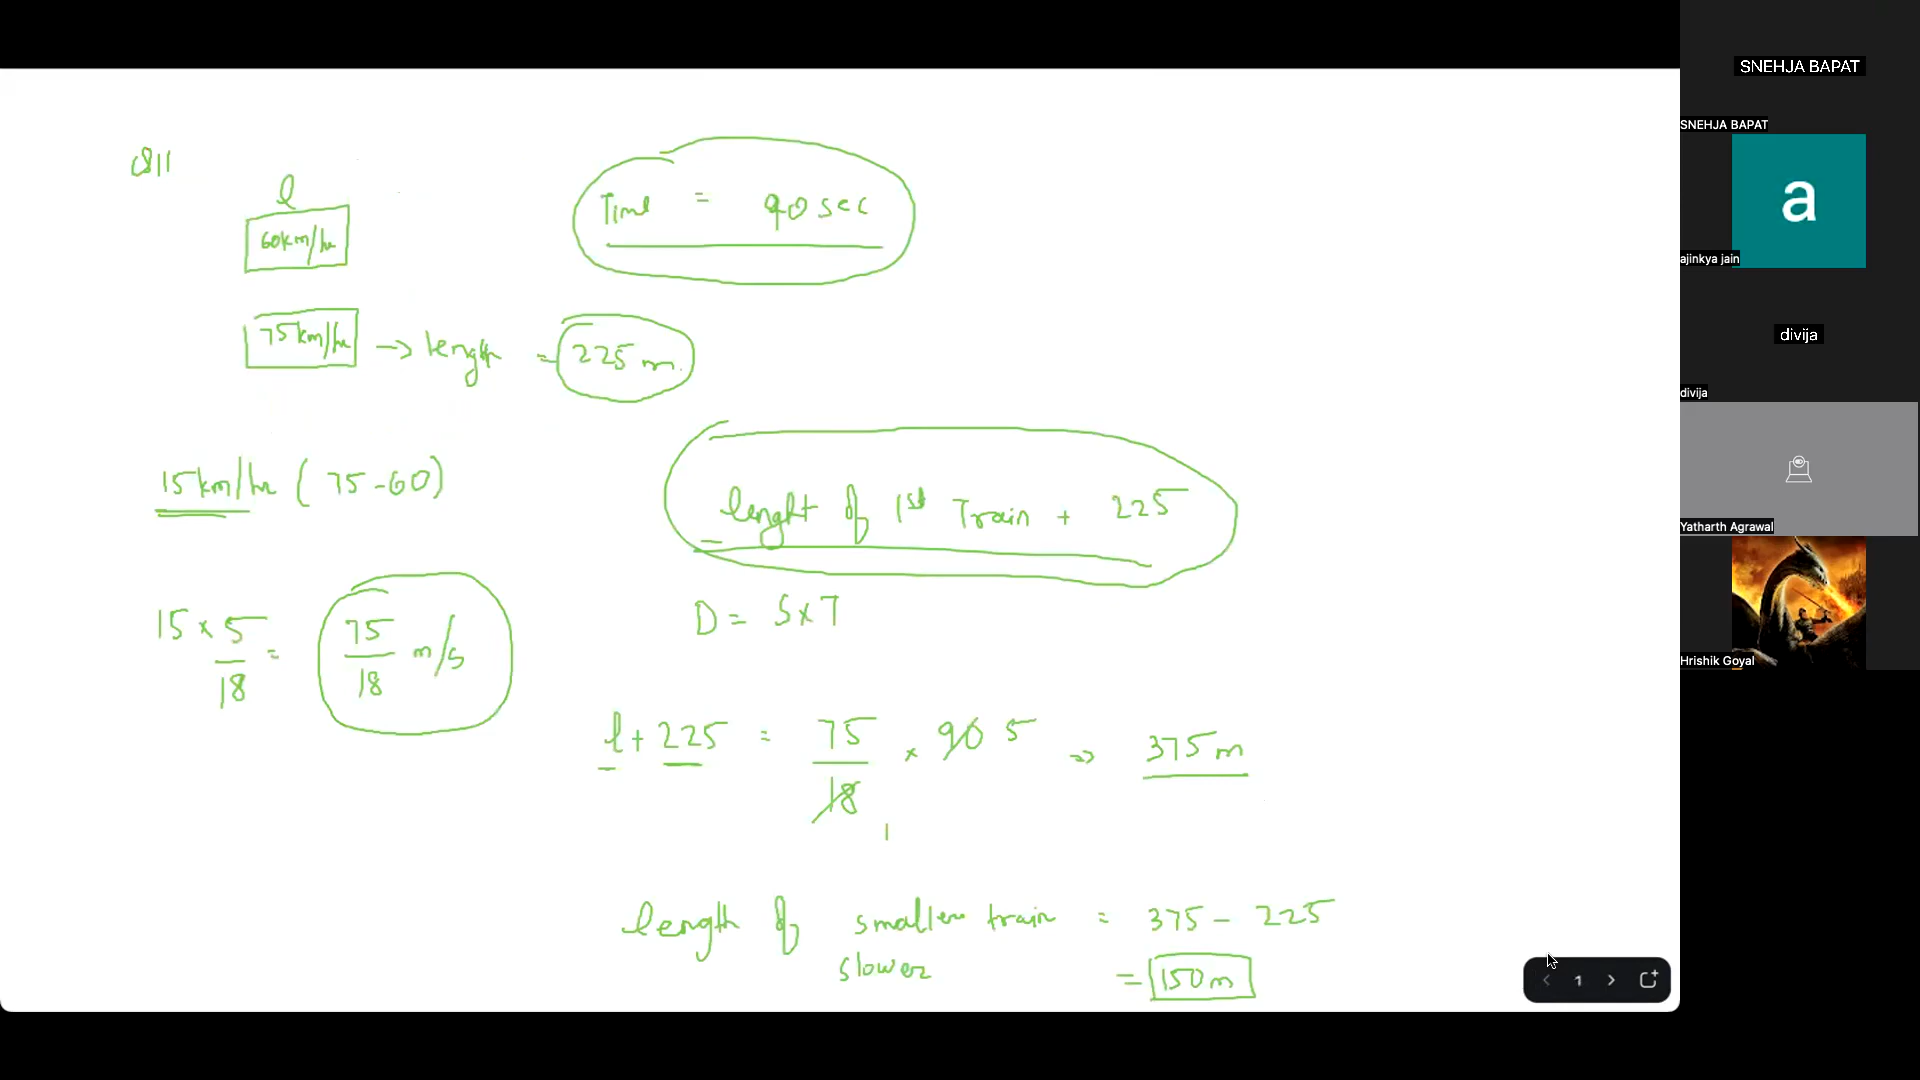 Q11
l
60km/hr
Time = 90 sec
75km/hr → length = 225 m.
15km/hr ( 75-60)
lenght of 1st Train + 225
D = S×T
15 × 5/18 = 75/18 m/s
l + 225 = 75/18 × 90 5 ⇒ 375 m
1
length of smaller train = 375 - 225
slower = 150m
1
SNEHJA BAPAT
SNEHJA BAPAT
a
ajinkya jain
divija
divija
Yatharth Agrawal
Hrishik Goyal